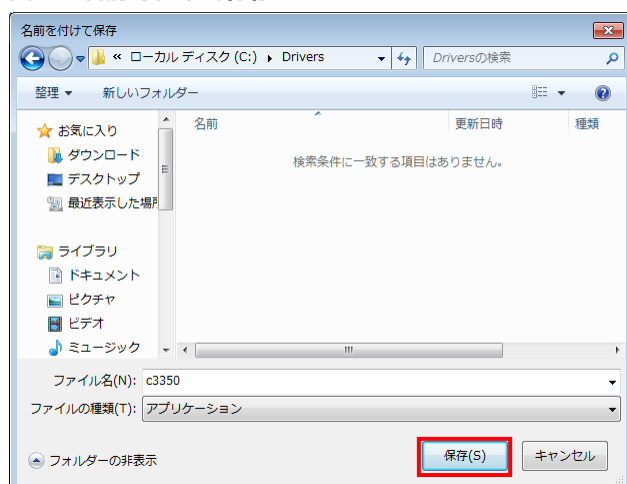 名前を付けて保存
« ローカル ディスク (C:) ▸ Drivers
Driversの検索
整理 ▼ 新しいフォルダー
名前 更新日時 種類
検索条件に一致する項目はありません。
お気に入り
ダウンロード
デスクトップ
最近表示した場所
ライブラリ
ドキュメント
ピクチャ
ビデオ
ミュージック
ファイル名(N): c3350
ファイルの種類(T): アプリケーション
フォルダーの非表示
保存(S) キャンセル